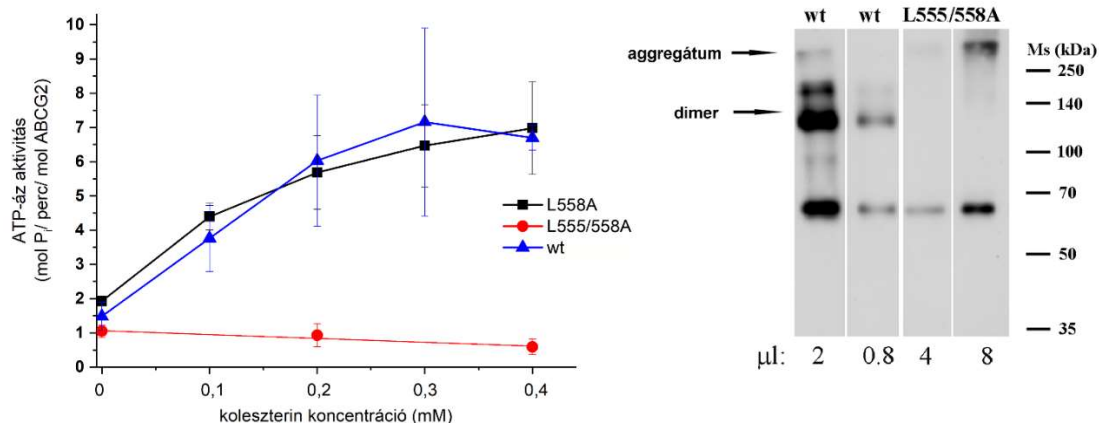 ATP-áz aktivitás
(mol Pi/ perc/ mol ABCG2)
10
9
8
7
6
5
4
3
2
1
0
L558A
L555/558A
wt
0 0,1 0,2 0,3 0,4
koleszterin koncentráció (mM)
wt wt L555/558A
aggregátum
dimer
Ms (kDa)
250
140
100
70
50
35
μl: 2 0.8 4 8